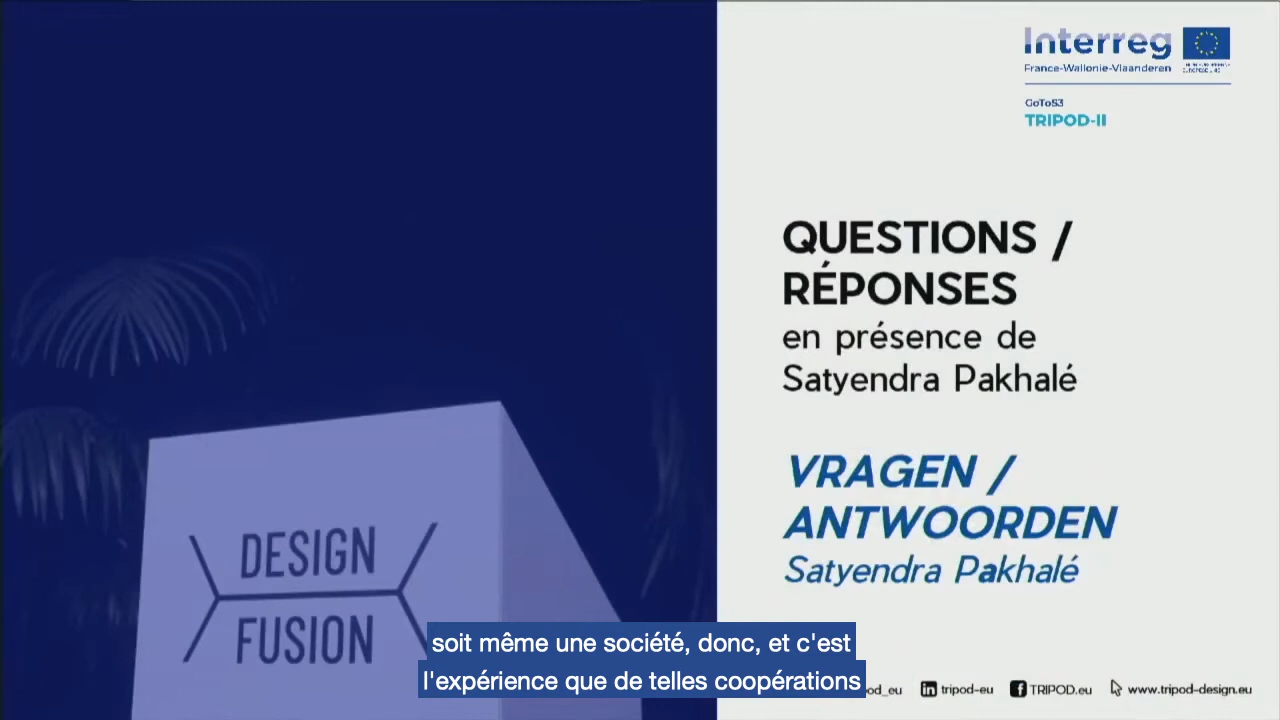 Interreg
France-Wallonie-Vlaanderen
GoToS3
TRIPOD-II
QUESTIONS /
RÉPONSES
en présence de
Satyendra Pakhalé
VRAGEN /
ANTWOORDEN
Satyendra Pakhalé
DESIGN
FUSION
soit même une société, donc, et c'est
l'expérience que de telles coopérations
od_eu tripod-eu TRIPOD.eu www.tripod-design.eu